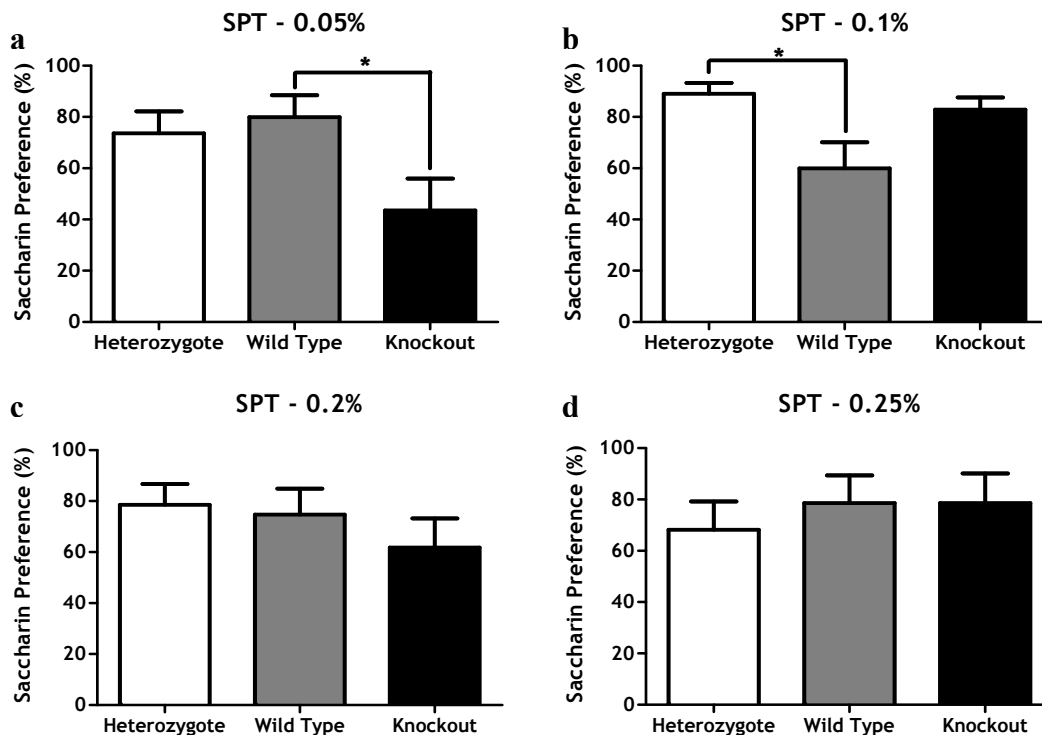 a
SPT - 0.05%
Saccharin Preference (%)
100
80
60
40
20
0
*
Heterozygote Wild Type Knockout
b
SPT - 0.1%
Saccharin Preference (%)
100
80
60
40
20
0
*
Heterozygote Wild Type Knockout
c
SPT - 0.2%
Saccharin Preference (%)
100
80
60
40
20
0
Heterozygote Wild Type Knockout
d
SPT - 0.25%
Saccharin Preference (%)
100
80
60
40
20
0
Heterozygote Wild Type Knockout